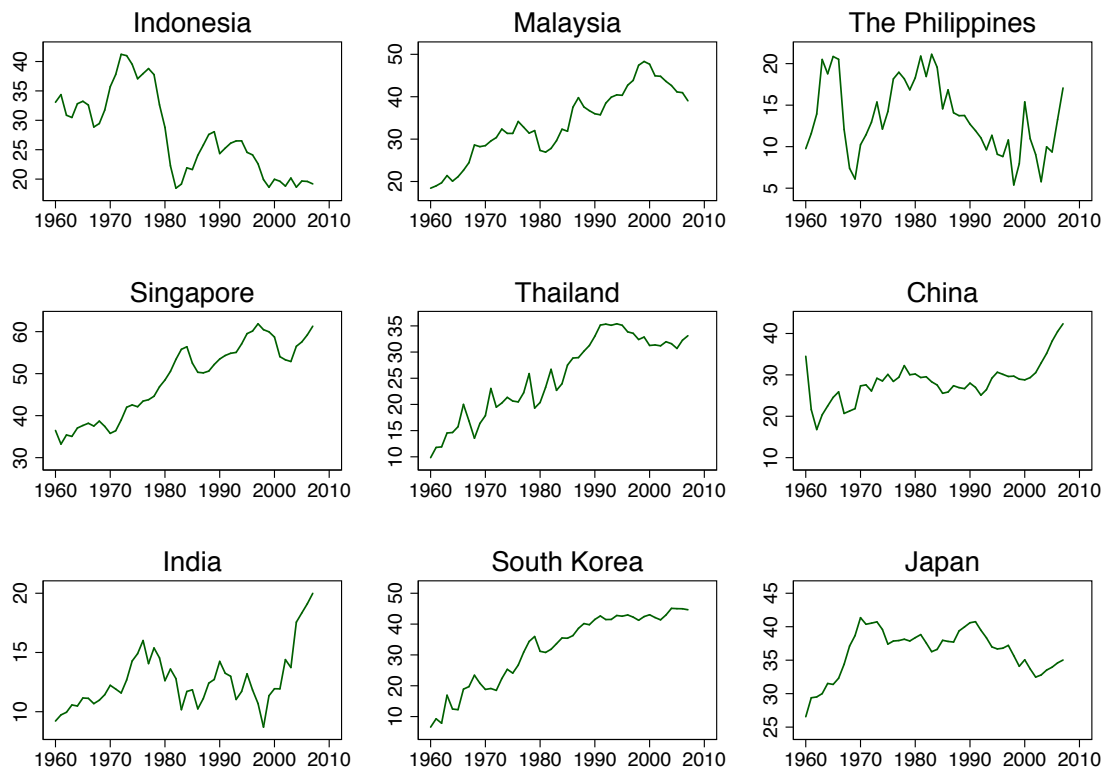 Indonesia
20 25 30 35 40
1960 1970 1980 1990 2000 2010
Malaysia
20 30 40 50
1960 1970 1980 1990 2000 2010
The Philippines
5 10 15 20
1960 1970 1980 1990 2000 2010
Singapore
30 40 50 60
1960 1970 1980 1990 2000 2010
Thailand
10 15 20 25 30 35
1960 1970 1980 1990 2000 2010
China
10 20 30 40
1960 1970 1980 1990 2000 2010
India
10 15 20
1960 1970 1980 1990 2000 2010
South Korea
10 20 30 40 50
1960 1970 1980 1990 2000 2010
Japan
25 30 35 40 45
1960 1970 1980 1990 2000 2010